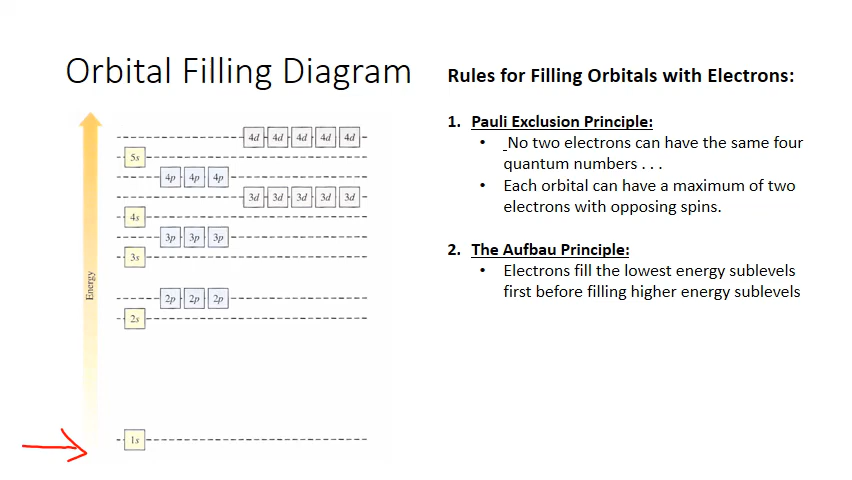 Orbital Filling Diagram
Energy
4d 4d 4d 4d 4d
5s
4p 4p 4p
3d 3d 3d 3d 3d
4s
3p 3p 3p
3s
2p 2p 2p
2s
1s
Rules for Filling Orbitals with Electrons:
1. Pauli Exclusion Principle:
• No two electrons can have the same four
quantum numbers . . .
• Each orbital can have a maximum of two
electrons with opposing spins.
2. The Aufbau Principle:
• Electrons fill the lowest energy sublevels
first before filling higher energy sublevels